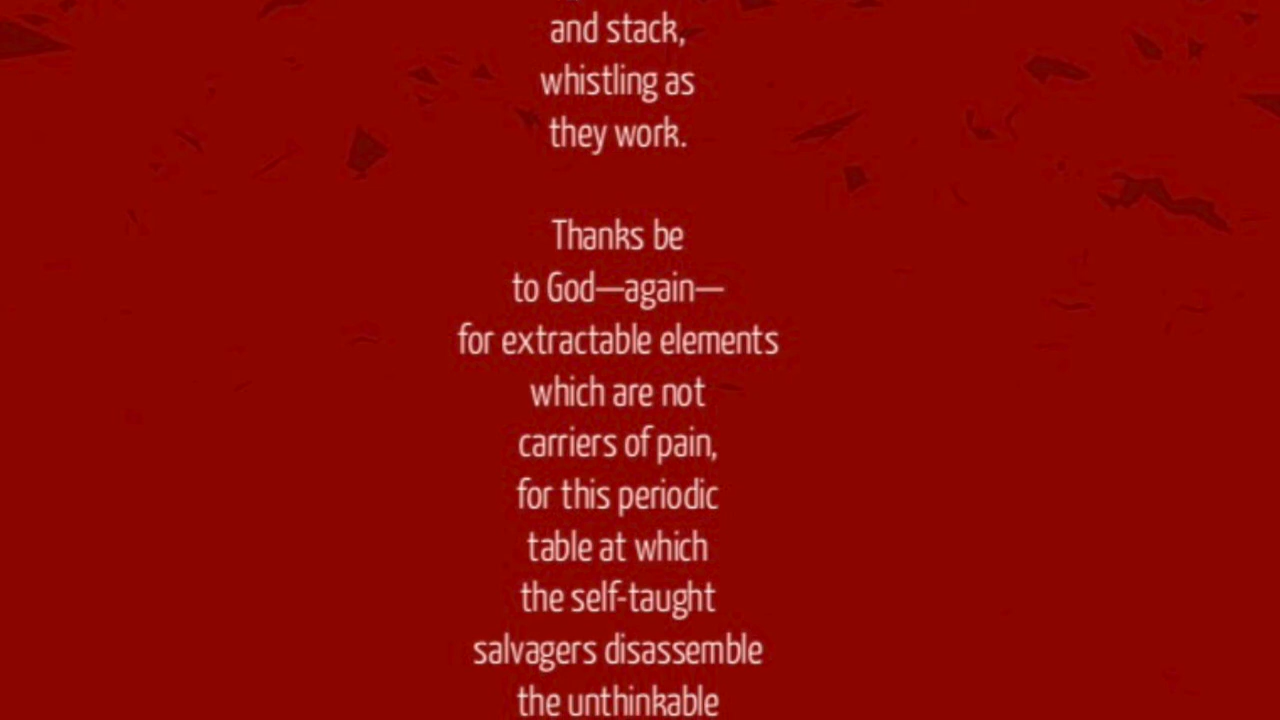 and stack,
whistling as
they work.
Thanks be
to God—again—
for extractable elements
which are not
carriers of pain,
for this periodic
table at which
the self-taught
salvagers disassemble
the unthinkable